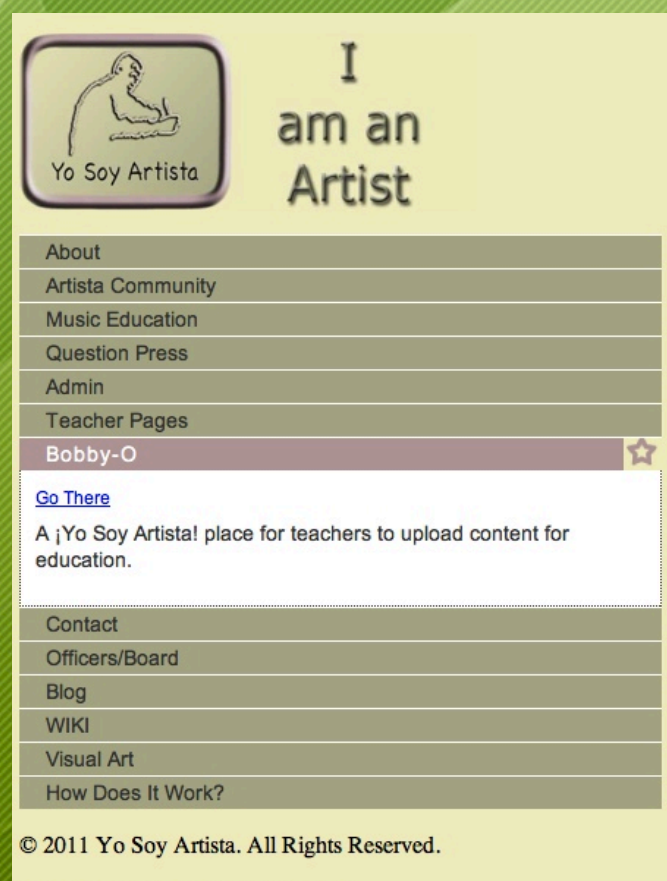 Yo Soy Artista
I
am an
Artist
About
Artista Community
Music Education
Question Press
Admin
Teacher Pages
Bobby-O
Go There
A ¡Yo Soy Artista! place for teachers to upload content for
education.
Contact
Officers/Board
Blog
WIKI
Visual Art
How Does It Work?
© 2011 Yo Soy Artista. All Rights Reserved.